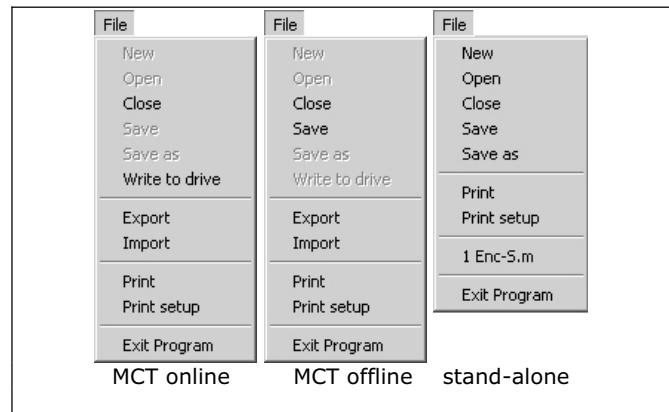 File
New
Open
Close
Save
Save as
Write to drive
Export
Import
Print
Print setup
Exit Program
MCT online
File
New
Open
Close
Save
Save as
Write to drive
Export
Import
Print
Print setup
Exit Program
MCT offline
File
New
Open
Close
Save
Save as
Print
Print setup
1 Enc-S.m
Exit Program
stand-alone